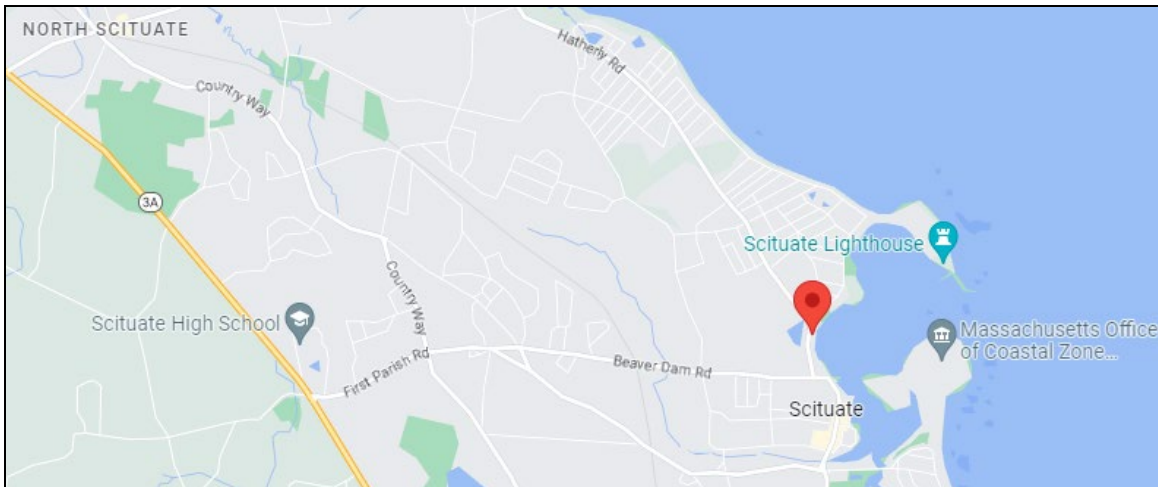 NORTH SCITUATE
Hatherly Rd
Country Way
3A
Scituate Lighthouse
Country Way
Scituate High School
Massachusetts Office
of Coastal Zone...
First Parish Rd
Beaver Dam Rd
Scituate